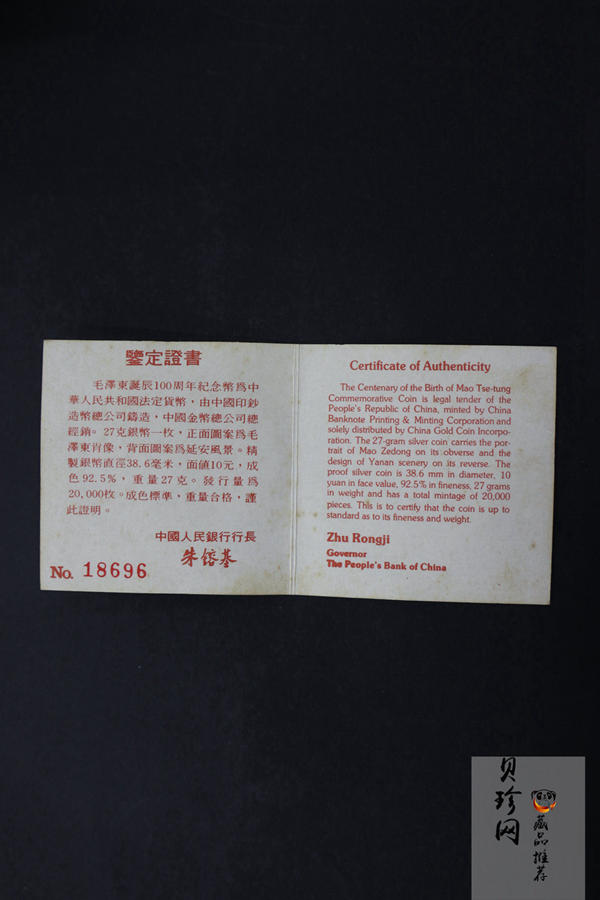 鑒定證書
毛澤東誕辰100周年紀念幣爲中
華人民共和國法定貨幣，由中國印鈔
造幣總公司鑄造，中國金幣總公司總
經銷。27克銀幣一枚，正面圖案爲毛
澤東肖像，背面圖案爲延安風景。精
製銀幣直徑38.6毫米，面値10元，成
色92.5%，重量27克。發行量爲
20,000枚。成色標準，重量合格，謹
此證明。
中國人民銀行行長
朱鎔基
No. 18696
Certificate of Authenticity
The Centenary of the Birth of Mao Tse-tung
Commemorative Coin is legal tender of the
People's Republic of China, minted by China
Banknote Printing & Minting Corporation and
solely distributed by China Gold Coin Incorpo-
ration. The 27-gram silver coin carries the por-
trait of Mao Zedong on its obverse and the
design of Yanan scenery on its reverse. The
proof silver coin is 38.6 mm in diameter, 10
yuan in face value, 92.5% in fineness, 27 grams
in weight and has a total mintage of 20,000
pieces. This is to certify that the coin is up to
standard as to its fineness and weight.
Zhu Rongji
Governor
The People's Bank of China
贝珍网
藏品推荐